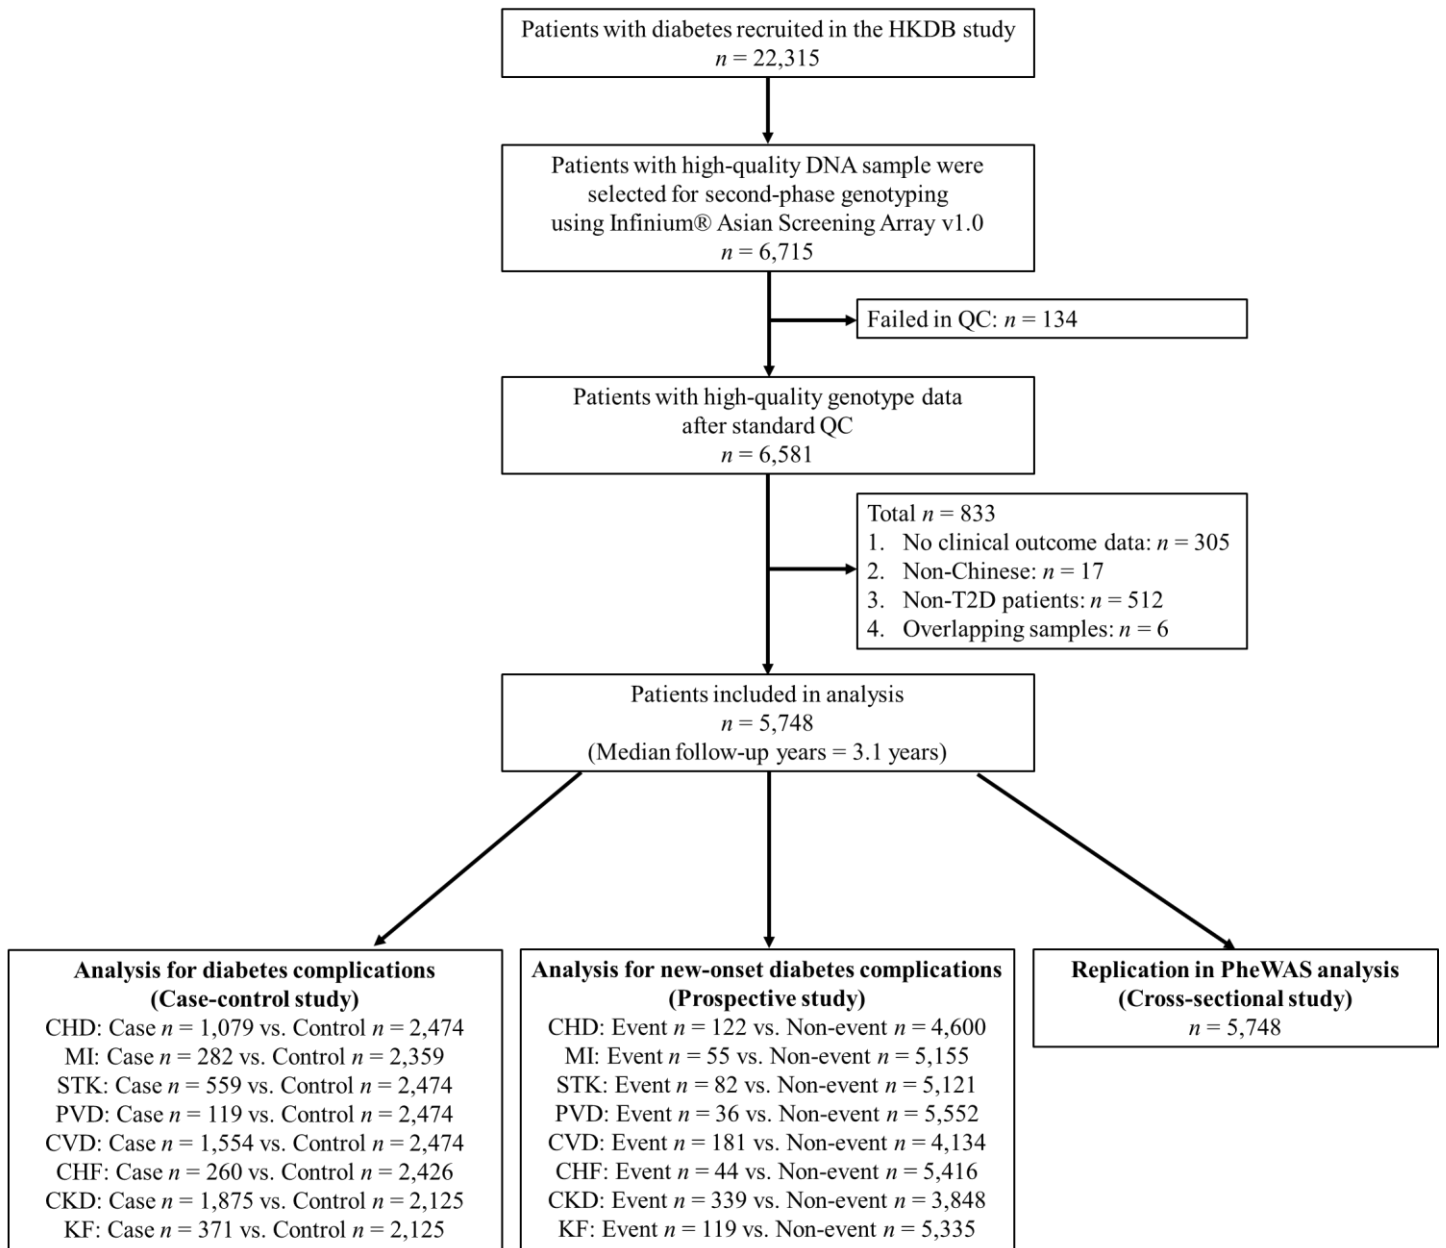 Patients with diabetes recruited in the HKDB study
n = 22,315
Patients with high-quality DNA sample were
selected for second-phase genotyping
using Infinium® Asian Screening Array v1.0
n = 6,715
Failed in QC: n = 134
Patients with high-quality genotype data
after standard QC
n = 6,581
Total n = 833
1. No clinical outcome data: n = 305
2. Non-Chinese: n = 17
3. Non-T2D patients: n = 512
4. Overlapping samples: n = 6
Patients included in analysis
n = 5,748
(Median follow-up years = 3.1 years)
Analysis for diabetes complications
(Case-control study)
CHD: Case n = 1,079 vs. Control n = 2,474
MI: Case n = 282 vs. Control n = 2,359
STK: Case n = 559 vs. Control n = 2,474
PVD: Case n = 119 vs. Control n = 2,474
CVD: Case n = 1,554 vs. Control n = 2,474
CHF: Case n = 260 vs. Control n = 2,426
CKD: Case n = 1,875 vs. Control n = 2,125
KF: Case n = 371 vs. Control n = 2,125
Analysis for new-onset diabetes complications
(Prospective study)
CHD: Event n = 122 vs. Non-event n = 4,600
MI: Event n = 55 vs. Non-event n = 5,155
STK: Event n = 82 vs. Non-event n = 5,121
PVD: Event n = 36 vs. Non-event n = 5,552
CVD: Event n = 181 vs. Non-event n = 4,134
CHF: Event n = 44 vs. Non-event n = 5,416
CKD: Event n = 339 vs. Non-event n = 3,848
KF: Event n = 119 vs. Non-event n = 5,335
Replication in PheWAS analysis
(Cross-sectional study)
n = 5,748